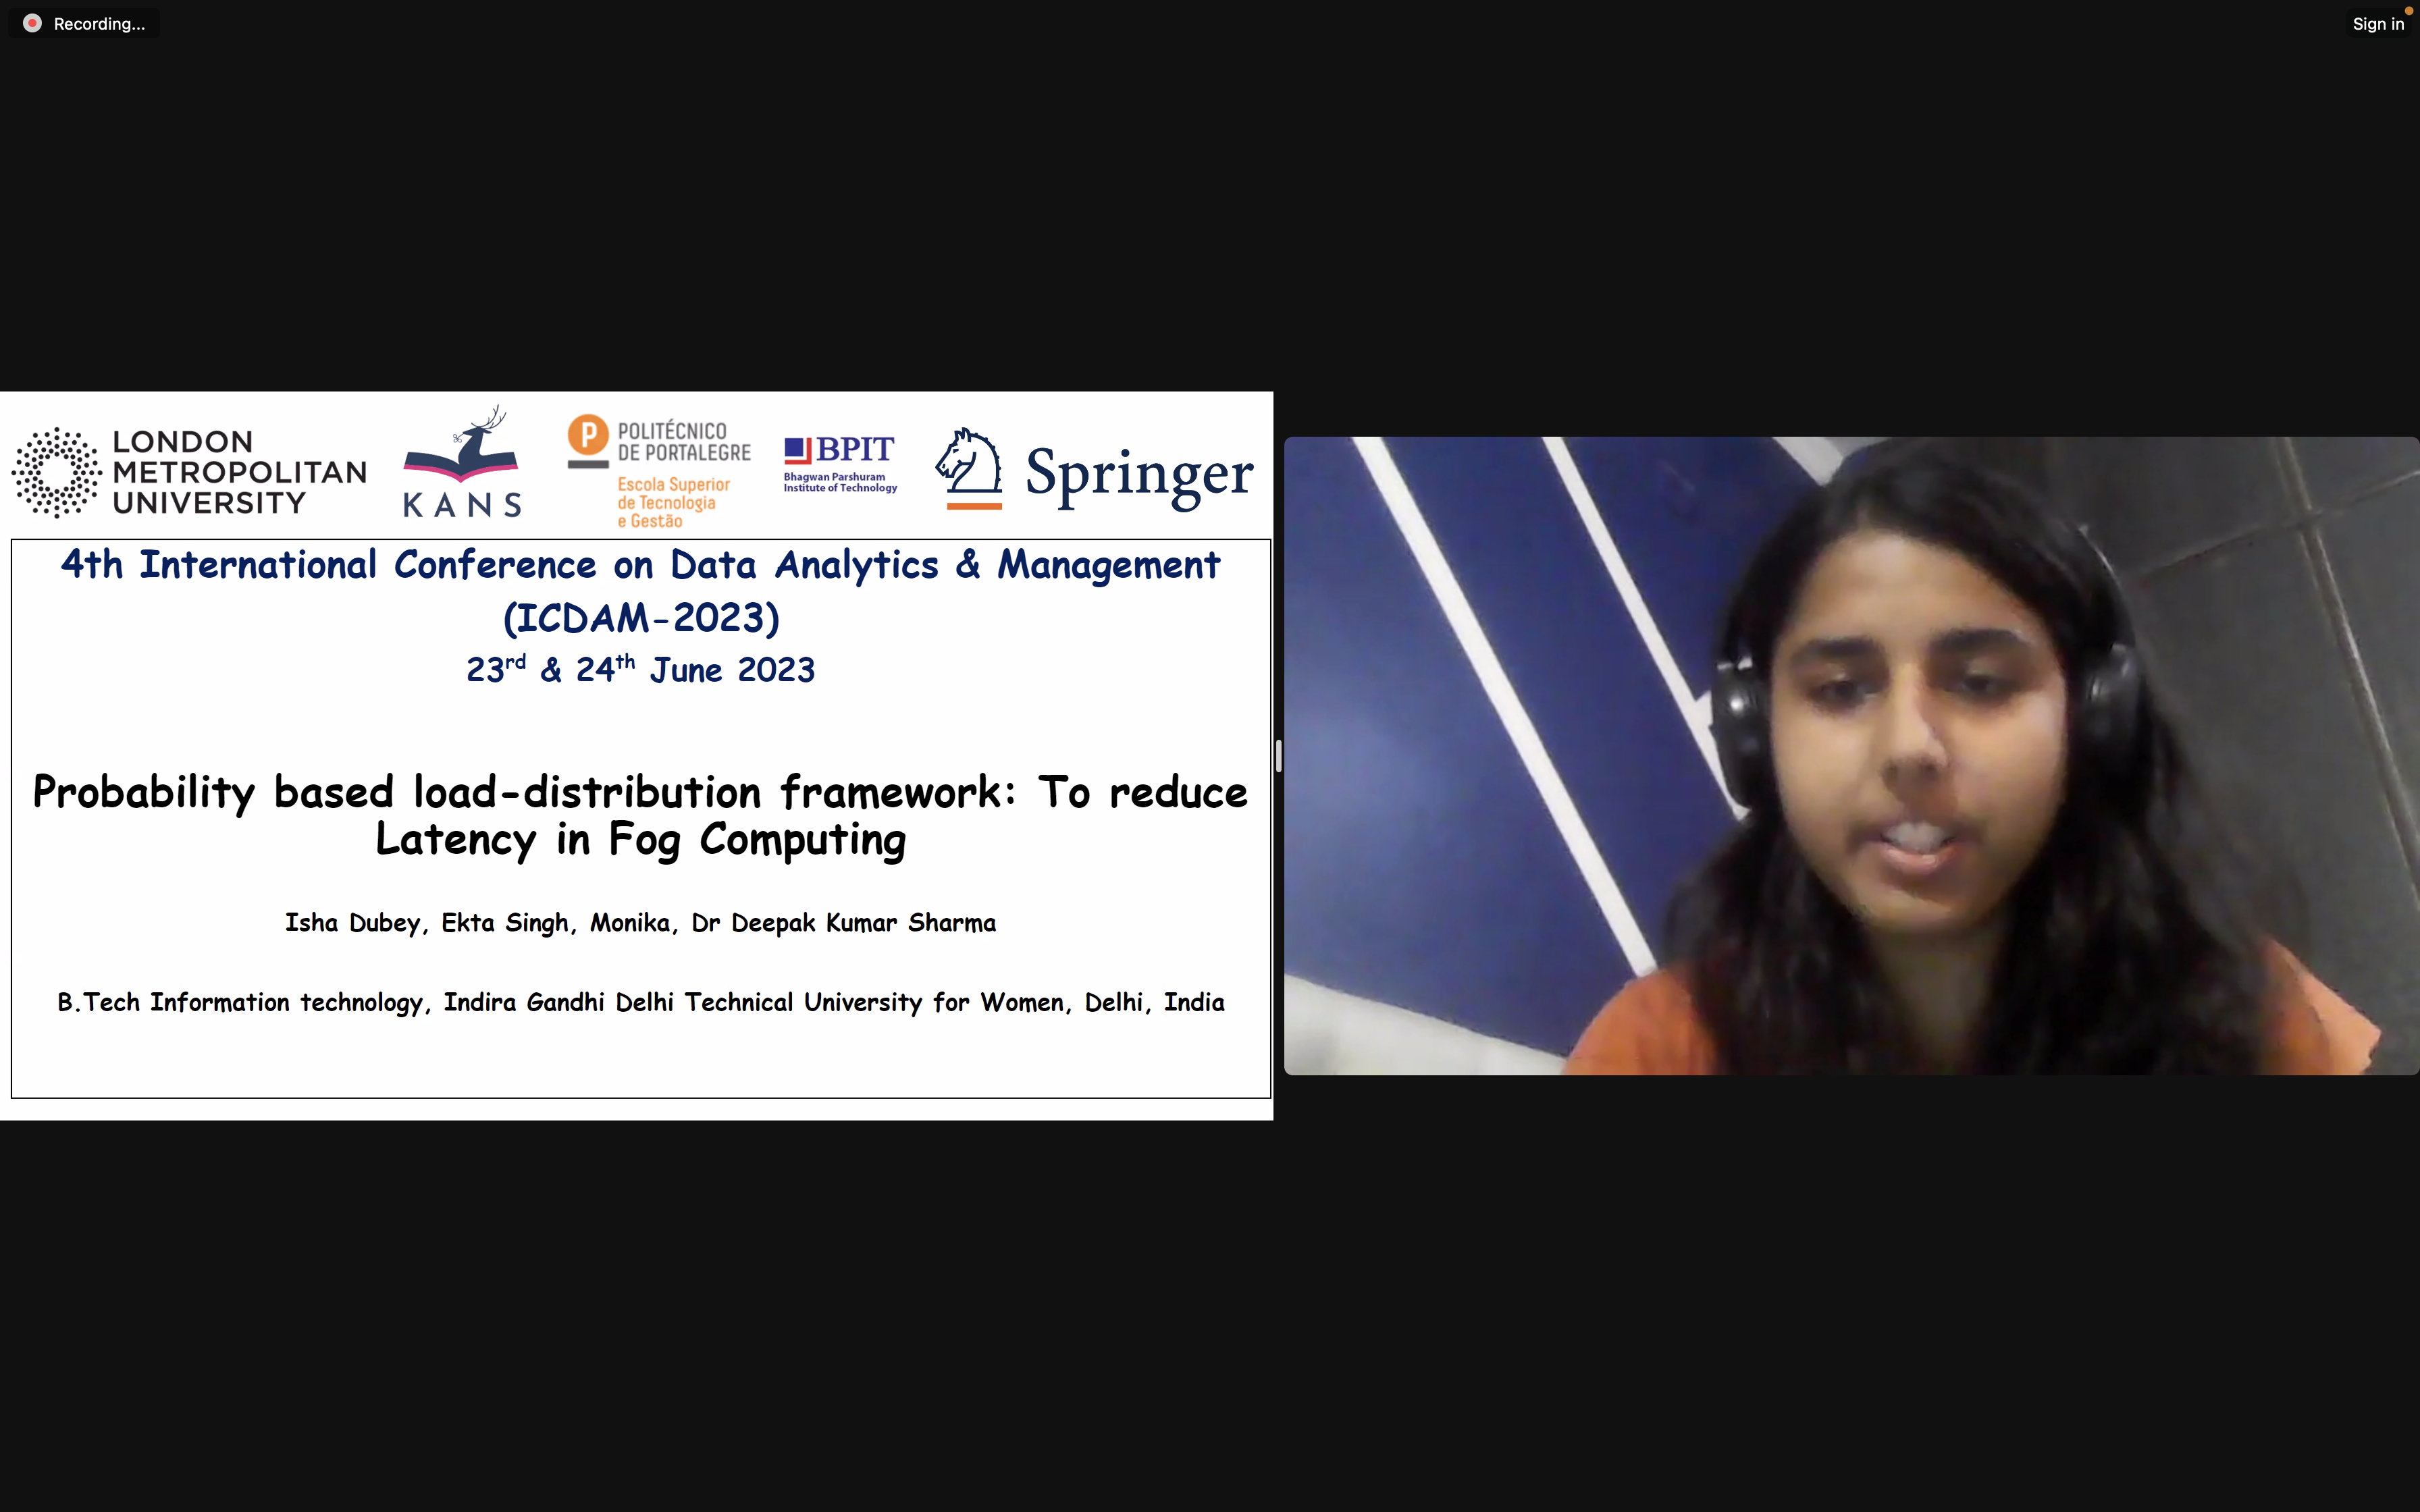 Recording...
Sign in
LONDON
METROPOLITAN
UNIVERSITY
KANS
P
POLITÉCNICO
DE PORTALEGRE
Escola Superior
de Tecnologia
e Gestão
BPIT
Bhagwan Parshuram
Institute of Technology
Springer
4th International Conference on Data Analytics & Management
(ICDAM-2023)
23rd & 24th June 2023
Probability based load-distribution framework: To reduce
Latency in Fog Computing
Isha Dubey, Ekta Singh, Monika, Dr Deepak Kumar Sharma
B.Tech Information technology, Indira Gandhi Delhi Technical University for Women, Delhi, India